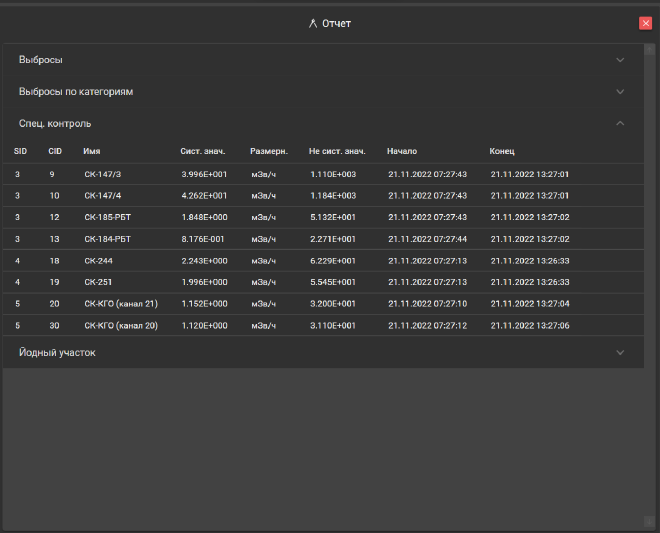 Отчет
Выбросы
Выбросы по категориям
Спец. контроль
SID CID Имя Сист. знач. Размерн. Не сист. знач. Начало Конец
3 9 СК-147/3 3.996E+001 мЗв/ч 1.110E+003 21.11.2022 07:27:43 21.11.2022 13:27:01
3 10 СК-147/4 4.262E+001 мЗв/ч 1.184E+003 21.11.2022 07:27:43 21.11.2022 13:27:01
3 12 СК-185-РБТ 1.848E+000 мЗв/ч 5.132E+001 21.11.2022 07:27:43 21.11.2022 13:27:02
3 13 СК-184-РБТ 8.176E-001 мЗв/ч 2.271E+001 21.11.2022 07:27:44 21.11.2022 13:27:02
4 18 СК-244 2.243E+000 мЗв/ч 6.229E+001 21.11.2022 07:27:13 21.11.2022 13:26:33
4 19 СК-251 1.996E+000 мЗв/ч 5.545E+001 21.11.2022 07:27:13 21.11.2022 13:26:33
5 20 СК-КГО (канал 21) 1.152E+000 мЗв/ч 3.200E+001 21.11.2022 07:27:10 21.11.2022 13:27:04
5 30 СК-КГО (канал 20) 1.120E+000 мЗв/ч 3.110E+001 21.11.2022 07:27:12 21.11.2022 13:27:06
Йодный участок